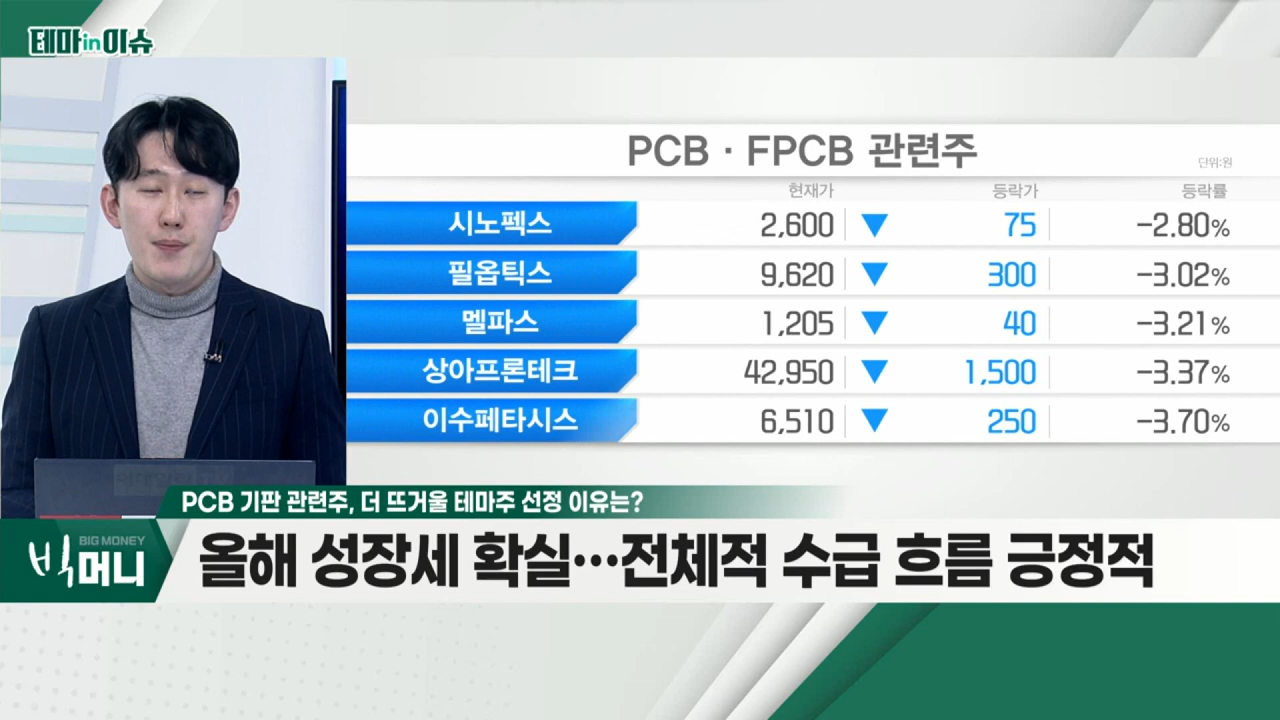 테마in이슈
PCB · FPCB 관련주
단위:원
현재가 등락가 등락률
시노펙스 2,600 ▼ 75 -2.80%
필옵틱스 9,620 ▼ 300 -3.02%
멜파스 1,205 ▼ 40 -3.21%
상아프론테크 42,950 ▼ 1,500 -3.37%
이수페타시스 6,510 ▼ 250 -3.70%
PCB 기판 관련주, 더 뜨거울 테마주 선정 이유는?
BIG MONEY
빅머니
올해 성장세 확실…전체적 수급 흐름 긍정적